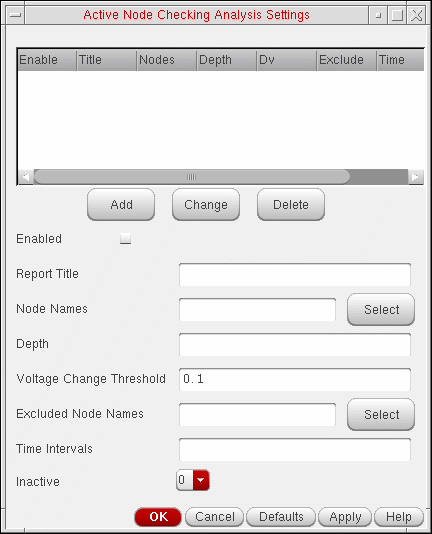 Active Node Checking Analysis Settings
Enable Title Nodes Depth Dv Exclude Time
Add Change Delete
Enabled
Report Title
Node Names Select
Depth
Voltage Change Threshold 0.1
Excluded Node Names Select
Time Intervals
Inactive 0
OK Cancel Defaults Apply Help